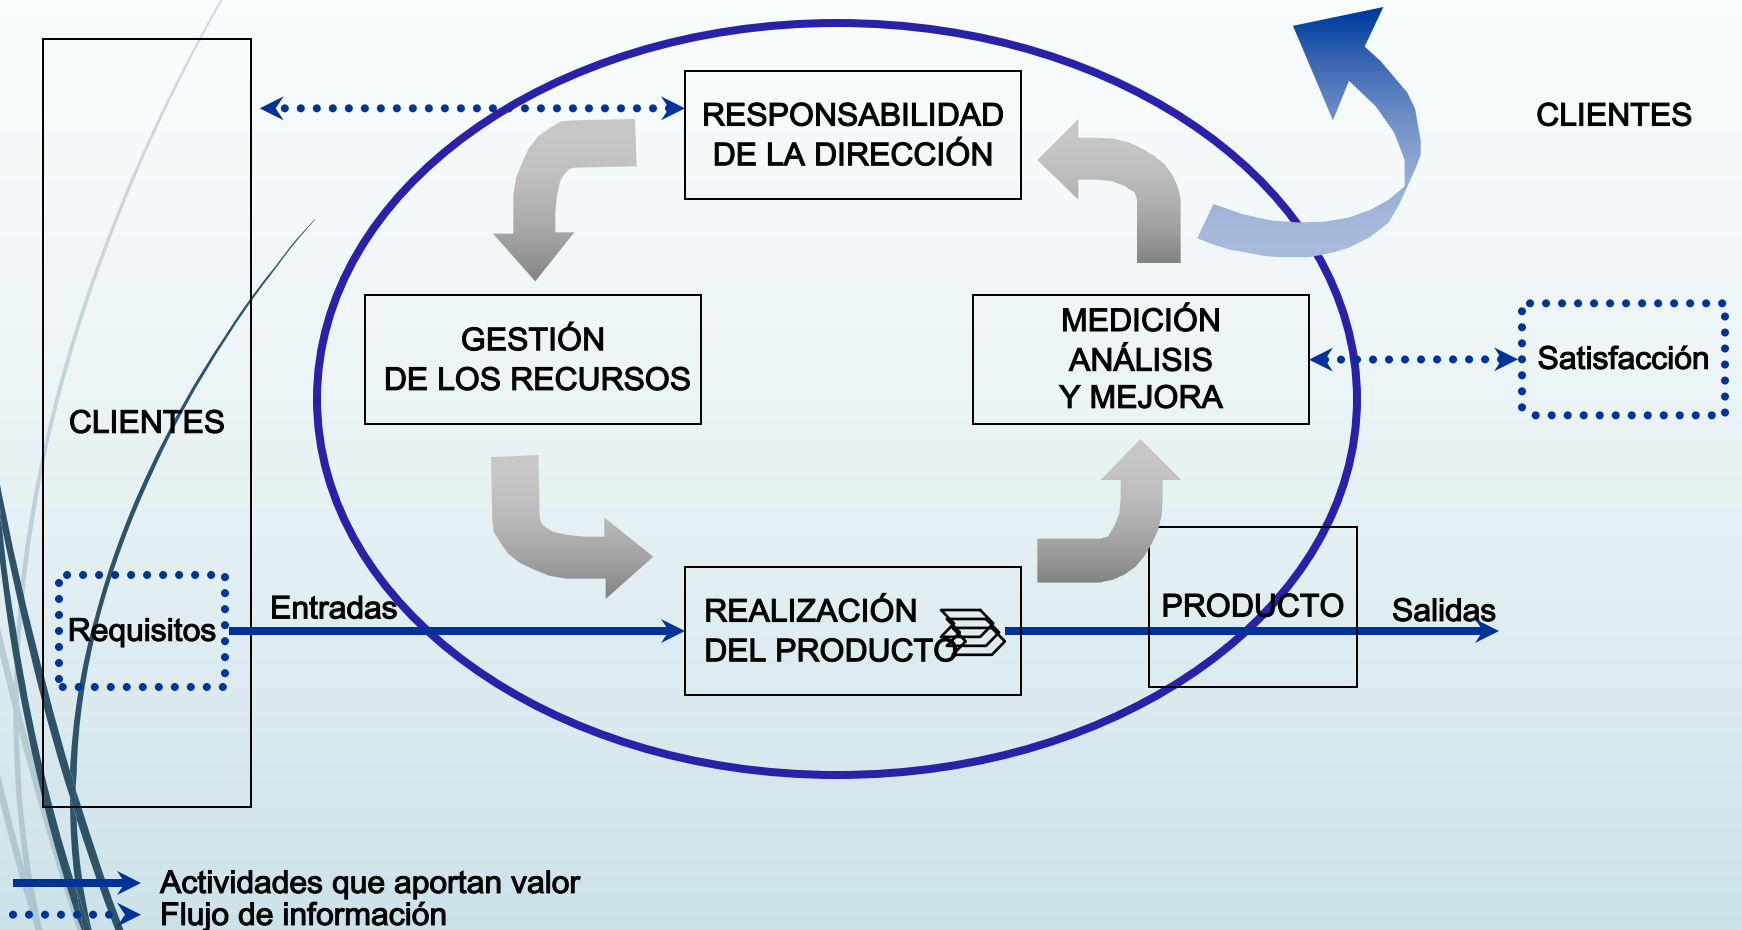 RESPONSABILIDAD
DE LA DIRECCIÓN
CLIENTES
GESTIÓN
DE LOS RECURSOS
MEDICIÓN
ANÁLISIS
Y MEJORA
Satisfacción
CLIENTES
Requisitos
Entradas
REALIZACIÓN
DEL PRODUCTO
PRODUCTO
Salidas
Actividades que aportan valor
Flujo de información